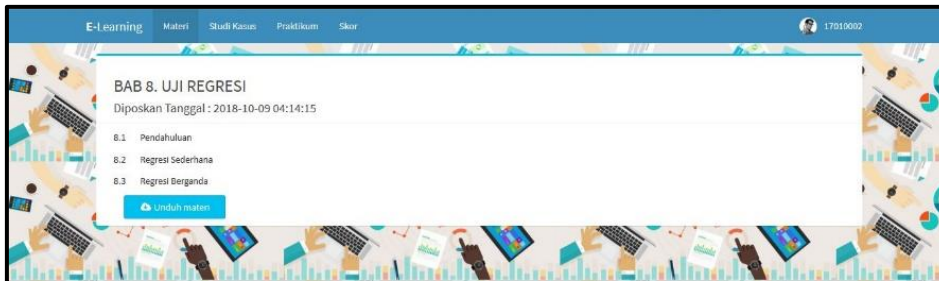 E-Learning Materi Studi Kasus Praktikum Skor 17010002
BAB 8. UJI REGRESI
Diposkan Tanggal : 2018-10-09 04:14:15
8.1 Pendahuluan
8.2 Regresi Sederhana
8.3 Regresi Berganda
Unduh materi